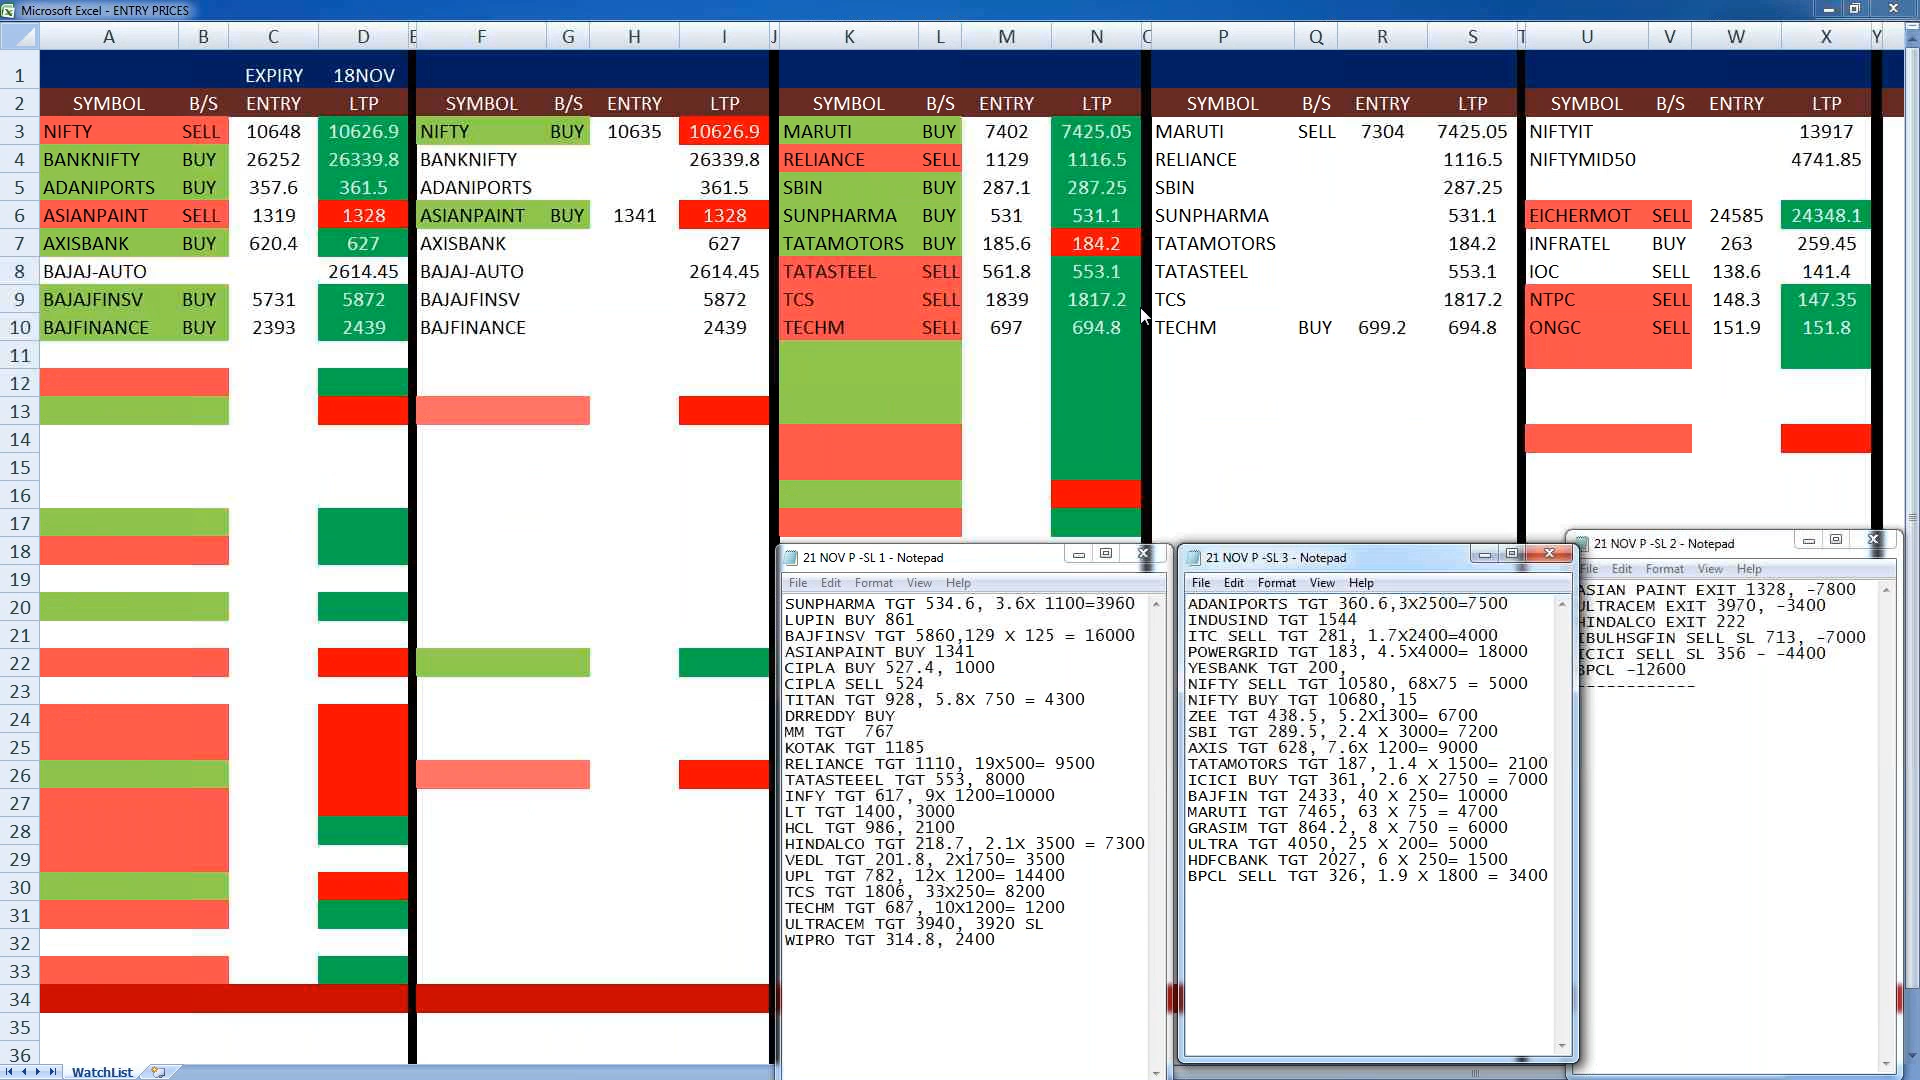 Microsoft Excel - ENTRY PRICES
A B C D E F G H I J K L M N O P Q R S T U V W X Y
1 EXPIRY 18NOV
2 SYMBOL B/S ENTRY LTP SYMBOL B/S ENTRY LTP SYMBOL B/S ENTRY LTP SYMBOL B/S ENTRY LTP SYMBOL B/S ENTRY LTP
3 NIFTY SELL 10648 10626.9 NIFTY BUY 10635 10626.9 MARUTI BUY 7402 7425.05 MARUTI SELL 7304 7425.05 NIFTYIT 13917
4 BANKNIFTY BUY 26252 26339.8 BANKNIFTY 26339.8 RELIANCE SELL 1129 1116.5 RELIANCE 1116.5 NIFTYMID50 4741.85
5 ADANIPORTS BUY 357.6 361.5 ADANIPORTS 361.5 SBIN BUY 287.1 287.25 SBIN 287.25
6 ASIANPAINT SELL 1319 1328 ASIANPAINT BUY 1341 1328 SUNPHARMA BUY 531 531.1 SUNPHARMA 531.1 EICHERMOT SELL 24585 24348.1
7 AXISBANK BUY 620.4 627 AXISBANK 627 TATAMOTORS BUY 185.6 184.2 TATAMOTORS 184.2 INFRATEL BUY 263 259.45
8 BAJAJ-AUTO 2614.45 BAJAJ-AUTO 2614.45 TATASTEEL SELL 561.8 553.1 TATASTEEL 553.1 IOC SELL 138.6 141.4
9 BAJAJFINSV BUY 5731 5872 BAJAJFINSV 5872 TCS SELL 1839 1817.2 TCS 1817.2 NTPC SELL 148.3 147.35
10 BAJFINANCE BUY 2393 2439 BAJFINANCE 2439 TECHM SELL 697 694.8 TECHM BUY 699.2 694.8 ONGC SELL 151.9 151.8
11
12
13
14
15
16
17
18
19
20
21
22
23
24
25
26
27
28
29
30
31
32
33
34
35
36
WatchList
21 NOV P -SL 1 - Notepad
File Edit Format View Help
SUNPHARMA TGT 534.6, 3.6X 1100=3960
LUPIN BUY 861
BAJFINSV TGT 5860,129 X 125 = 16000
ASIANPAINT BUY 1341
CIPLA BUY 527.4, 1000
CIPLA SELL 524
TITAN TGT 928, 5.8X 750 = 4300
DRREDDY BUY
MM TGT 767
KOTAK TGT 1185
RELIANCE TGT 1110, 19X500= 9500
TATASTEEEL TGT 553, 8000
INFY TGT 617, 9X 1200=10000
LT TGT 1400, 3000
HCL TGT 986, 2100
HINDALCO TGT 218.7, 2.1X 3500 = 7300
VEDL TGT 201.8, 2X1750= 3500
UPL TGT 782, 12X 1200= 14400
TCS TGT 1806, 33X250= 8200
TECHM TGT 687, 10X1200= 1200
ULTRACEM TGT 3940, 3920 SL
WIPRO TGT 314.8, 2400
21 NOV P -SL 3 - Notepad
File Edit Format View Help
ADANIPORTS TGT 360.6,3X2500=7500
INDUSIND TGT 1544
ITC SELL TGT 281, 1.7X2400=4000
POWERGRID TGT 183, 4.5X4000= 18000
YESBANK TGT 200,
NIFTY SELL TGT 10580, 68X75 = 5000
NIFTY BUY TGT 10680, 15
ZEE TGT 438.5, 5.2X1300= 6700
SBI TGT 289.5, 2.4 X 3000= 7200
AXIS TGT 628, 7.6X 1200= 9000
TATAMOTORS TGT 187, 1.4 X 1500= 2100
ICICI BUY TGT 361, 2.6 X 2750 = 7000
BAJFIN TGT 2433, 40 X 250= 10000
MARUTI TGT 7465, 63 X 75 = 4700
GRASIM TGT 864.2, 8 X 750 = 6000
ULTRA TGT 4050, 25 X 200= 5000
HDFCBANK TGT 2027, 6 X 250= 1500
BPCL SELL TGT 326, 1.9 X 1800 = 3400
21 NOV P -SL 2 - Notepad
File Edit Format View Help
ASIAN PAINT EXIT 1328, -7800
ULTRACEM EXIT 3970, -3400
HINDALCO EXIT 222
IBULHSGFIN SELL SL 713, -7000
ICICI SELL SL 356 - -4400
BPCL -12600
------------